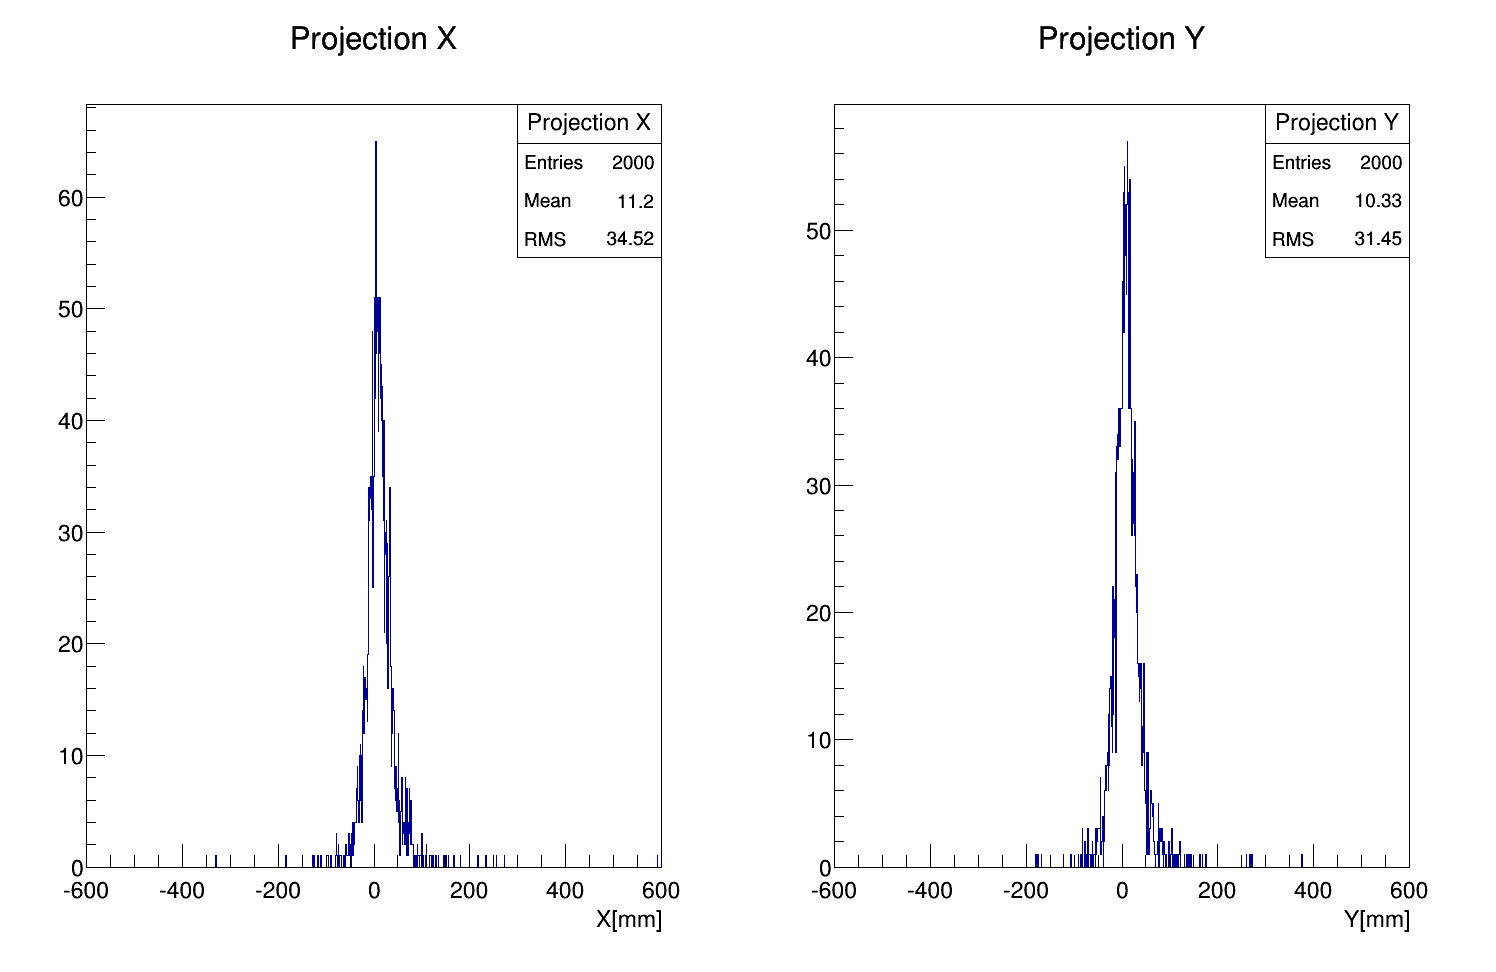 Projection X
Projection X
Entries 2000
Mean 11.2
RMS 34.52
60
50
40
30
20
10
0
-600 -400 -200 0 200 400 600
X[mm]
Projection Y
Projection Y
Entries 2000
Mean 10.33
RMS 31.45
50
40
30
20
10
0
-600 -400 -200 0 200 400 600
Y[mm]